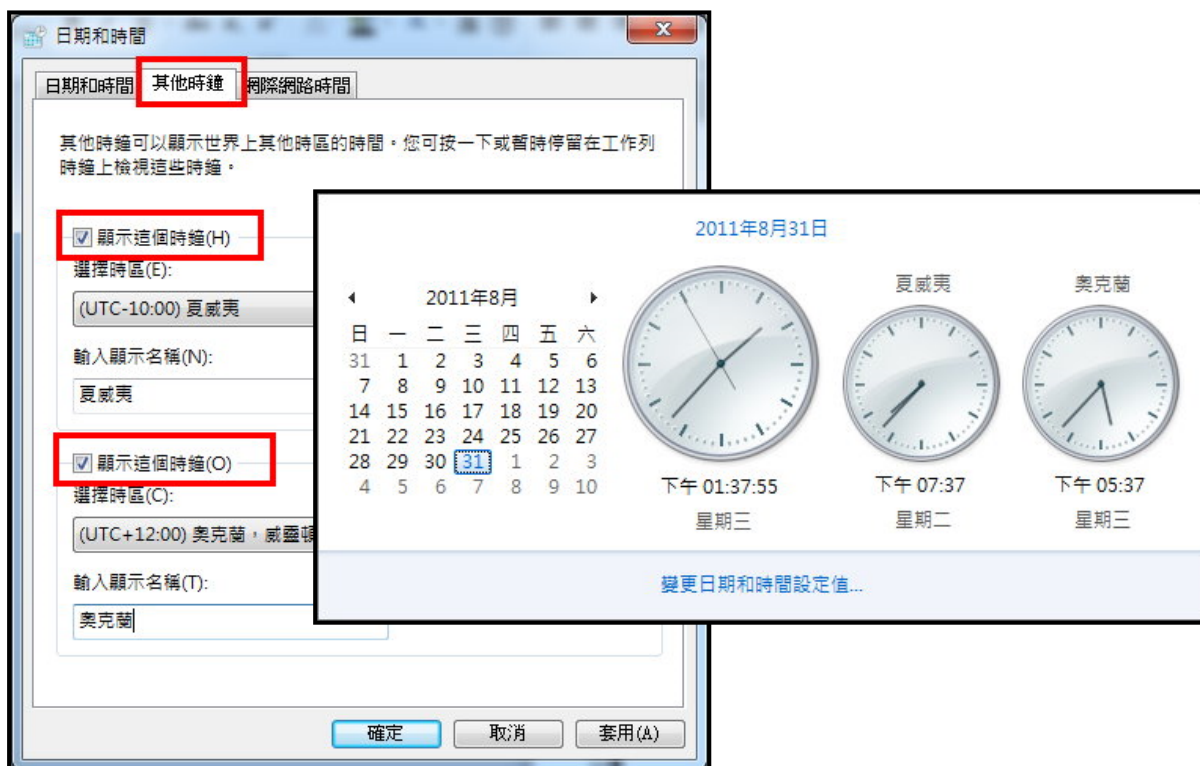 日期和時間
日期和時間 其他時鐘 網際網路時間
其他時鐘可以顯示世界上其他時區的時間。您可按一下或暫時停留在工作列
時鐘上檢視這些時鐘。
顯示這個時鐘(H)
選擇時區(E):
(UTC-10:00) 夏威夷
輸入顯示名稱(N):
夏威夷
顯示這個時鐘(O)
選擇時區(C):
(UTC+12:00) 奧克蘭，威靈頓
輸入顯示名稱(T):
奧克蘭
確定 取消 套用(A)
2011年8月31日
2011年8月
日 一 二 三 四 五 六
31 1 2 3 4 5 6
7 8 9 10 11 12 13
14 15 16 17 18 19 20
21 22 23 24 25 26 27
28 29 30 31 1 2 3
4 5 6 7 8 9 10
下午 01:37:55
星期三
夏威夷
下午 07:37
星期二
奧克蘭
下午 05:37
星期三
變更日期和時間設定值...